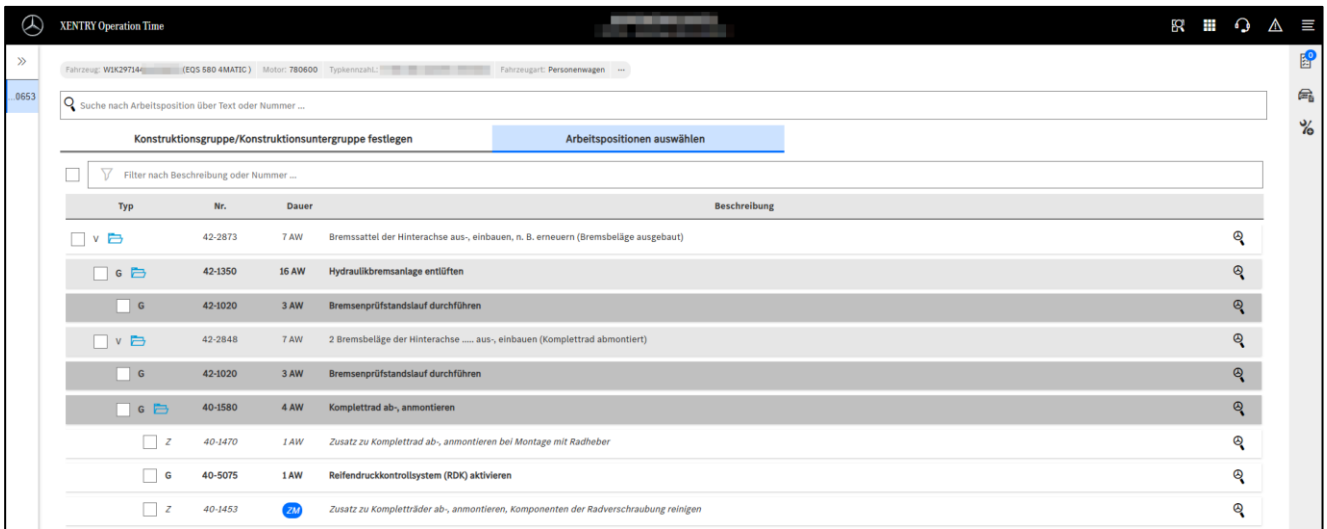 XENTRY Operation Time
Fahrzeug: W1K29714 (EQS 580 4MATIC ) Motor: 780600 Typkennzahl.: Fahrzeugart: Personenwagen ...
0
...0653
Suche nach Arbeitsposition über Text oder Nummer ...
Konstruktionsgruppe/Konstruktionsuntergruppe festlegen Arbeitspositionen auswählen
Filter nach Beschreibung oder Nummer ...
Typ Nr. Dauer Beschreibung
V 42-2873 7 AW Bremssattel der Hinterachse aus-, einbauen, n. B. erneuern (Bremsbeläge ausgebaut)
G 42-1350 16 AW Hydraulikbremsanlage entlüften
G 42-1020 3 AW Bremsenprüfstandslauf durchführen
V 42-2848 7 AW 2 Bremsbeläge der Hinterachse ..... aus-, einbauen (Komplettrad abmontiert)
G 42-1020 3 AW Bremsenprüfstandslauf durchführen
G 40-1580 4 AW Komplettrad ab-, anmontieren
Z 40-1470 1 AW Zusatz zu Komplettrad ab-, anmontieren bei Montage mit Radheber
G 40-5075 1 AW Reifendruckkontrollsystem (RDK) aktivieren
Z 40-1453 ZM Zusatz zu Kompletträder ab-, anmontieren, Komponenten der Radverschraubung reinigen